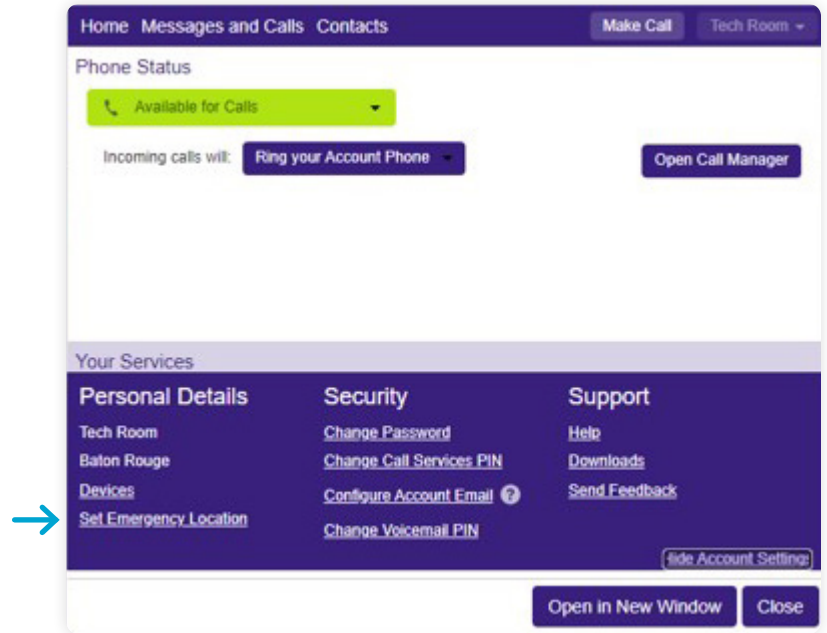 Home Messages and Calls Contacts Make Call Tech Room
Phone Status
Available for Calls
Incoming calls will: Ring your Account Phone Open Call Manager
Your Services
Personal Details
Tech Room
Baton Rouge
Devices
Set Emergency Location
Security
Change Password
Change Call Services PIN
Configure Account Email ?
Change Voicemail PIN
Support
Help
Downloads
Send Feedback
Hide Account Settings
Open in New Window Close